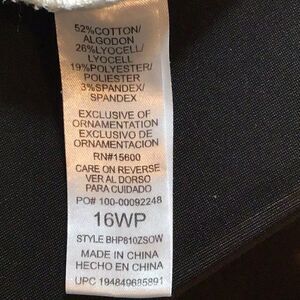 52%COTTON/
ALGODON
26%LYOCELL/
LYOCELL
19%POLYESTER/
POLIESTER
3%SPANDEX/
SPANDEX
EXCLUSIVE OF
ORNAMENTATION
EXCLUSIVO DE
ORNAMENTACION
RN#15600
CARE ON REVERSE
VER AL DORSO
PARA CUIDADO
PO# 100-00092248
16WP
STYLE BHP810ZSOW
MADE IN CHINA
HECHO EN CHINA
UPC 194849685891